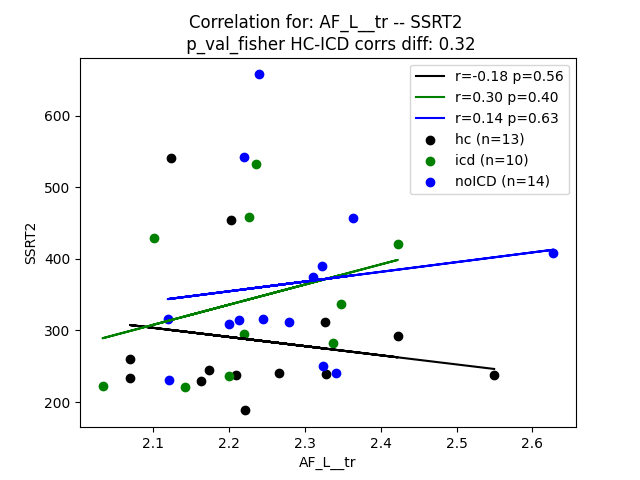 Correlation for: AF_L__tr -- SSRT2
p_val_fisher HC-ICD corrs diff: 0.32
r=-0.18 p=0.56
r=0.30 p=0.40
r=0.14 p=0.63
hc (n=13)
icd (n=10)
noICD (n=14)
600
500
400
300
200
SSRT2
2.1 2.2 2.3 2.4 2.5 2.6
AF_L__tr